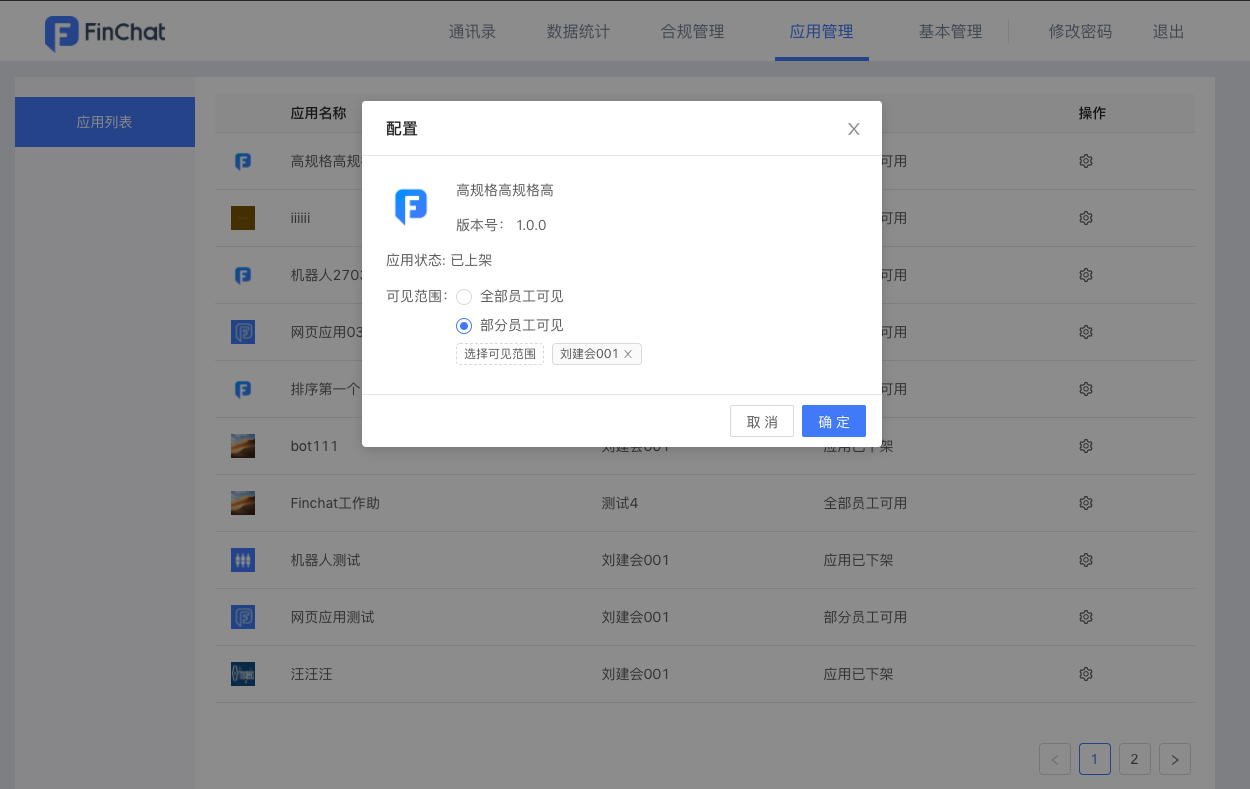 FinChat 通讯录 数据统计 合规管理 应用管理 基本管理 修改密码 退出
应用列表
应用名称 操作
高规格高规 可用
iiiiii 可用
机器人270 可用
网页应用03 可用
排序第一个 可用
配置
高规格高规格高
版本号： 1.0.0
应用状态: 已上架
可见范围：
全部员工可见
部分员工可见
选择可见范围 刘建会001
取 消 确 定
bot111 刘建会001 应用已下架
Finchat工作助 测试4 全部员工可用
机器人测试 刘建会001 应用已下架
网页应用测试 刘建会001 部分员工可用
汪汪汪 刘建会001 应用已下架
< 1 2 >